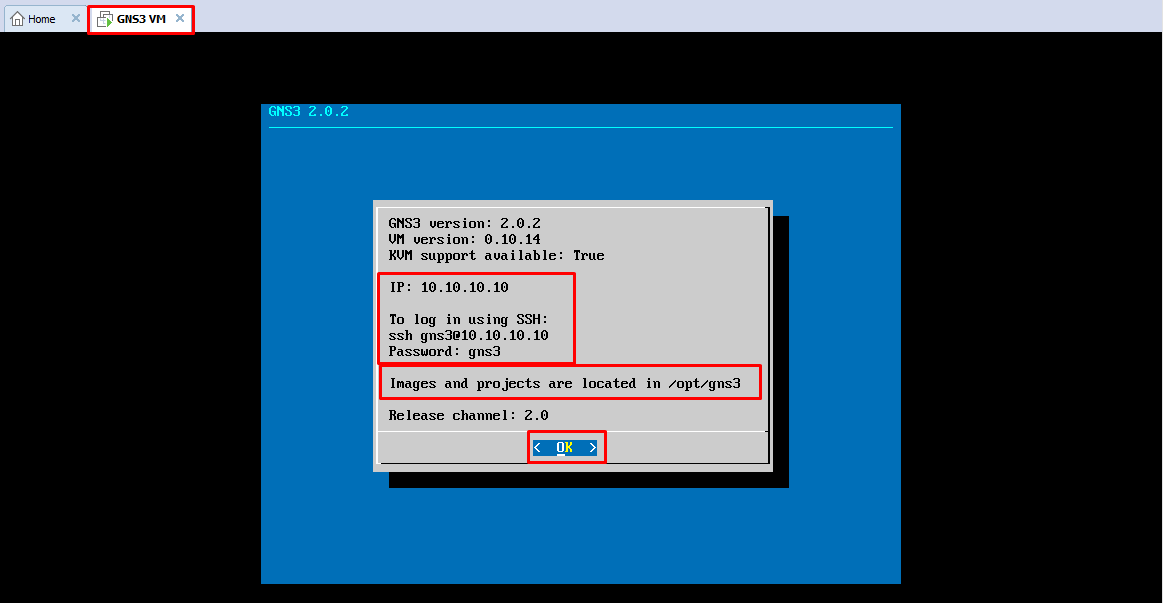 Home
GNS3 VM
GNS3 2.0.2
GNS3 version: 2.0.2
VM version: 0.10.14
KVM support available: True
IP: 10.10.10.10
To log in using SSH:
ssh gns3@10.10.10.10
Password: gns3
Images and projects are located in /opt/gns3
Release channel: 2.0
< OK >